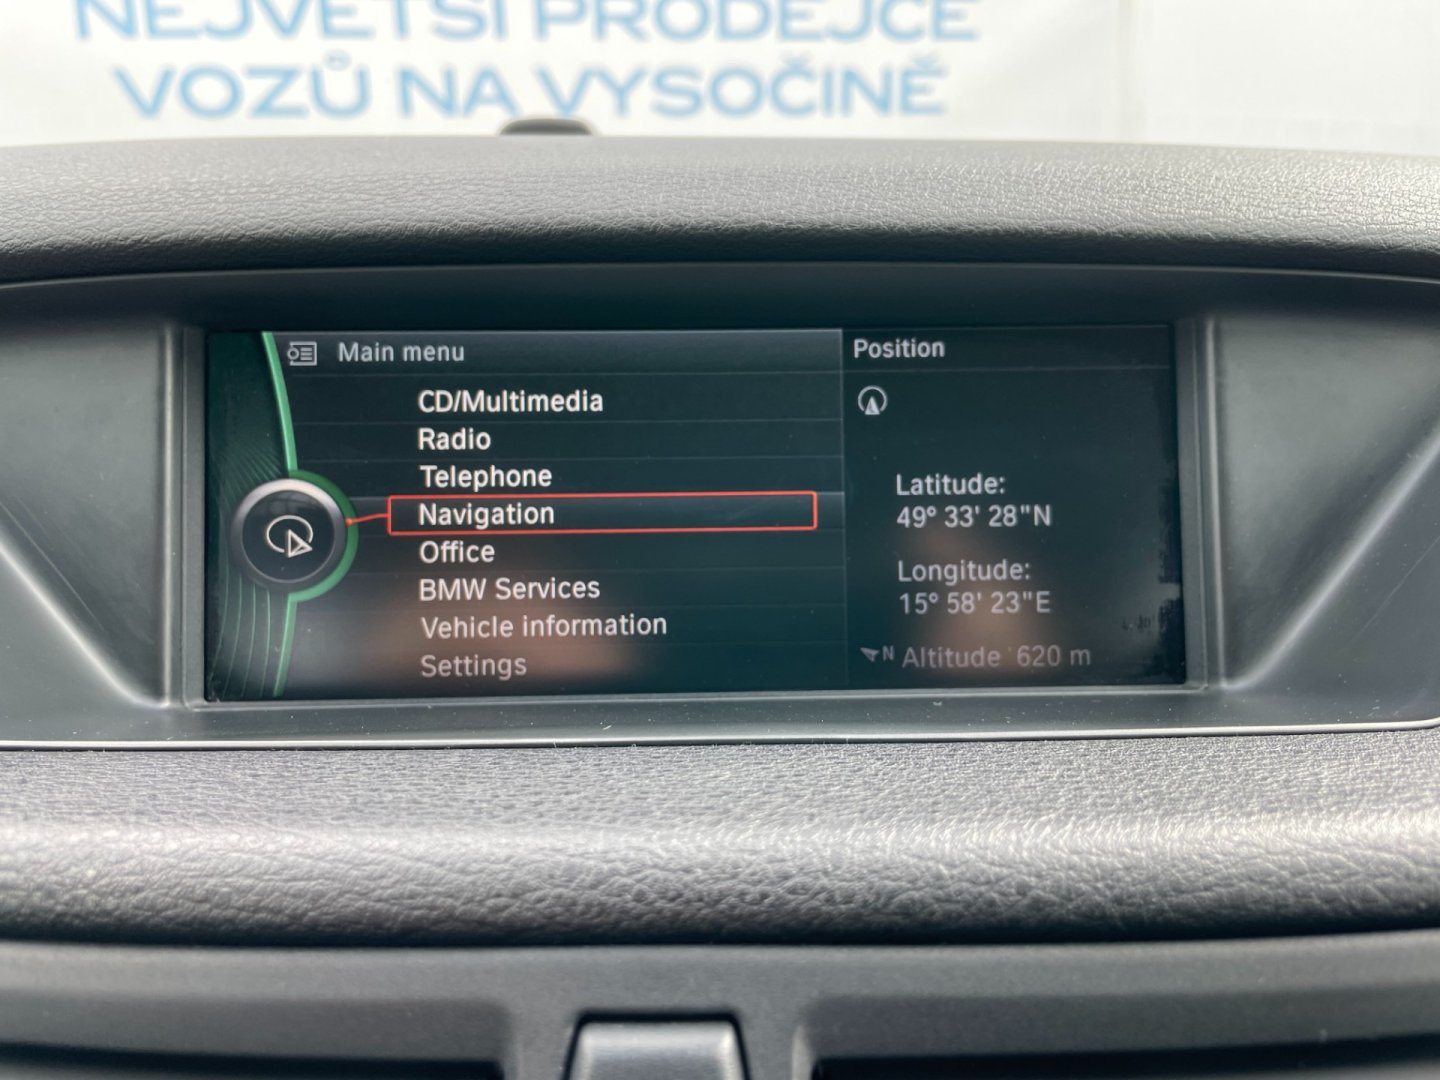 NEJVĚTŠÍ PRODEJCE
VOZŮ NA VYSOČINĚ
Main menu
CD/Multimedia
Radio
Telephone
Navigation
Office
BMW Services
Vehicle information
Settings
Position
Latitude:
49° 33' 28"N
Longitude:
15° 58' 23"E
N Altitude 620 m